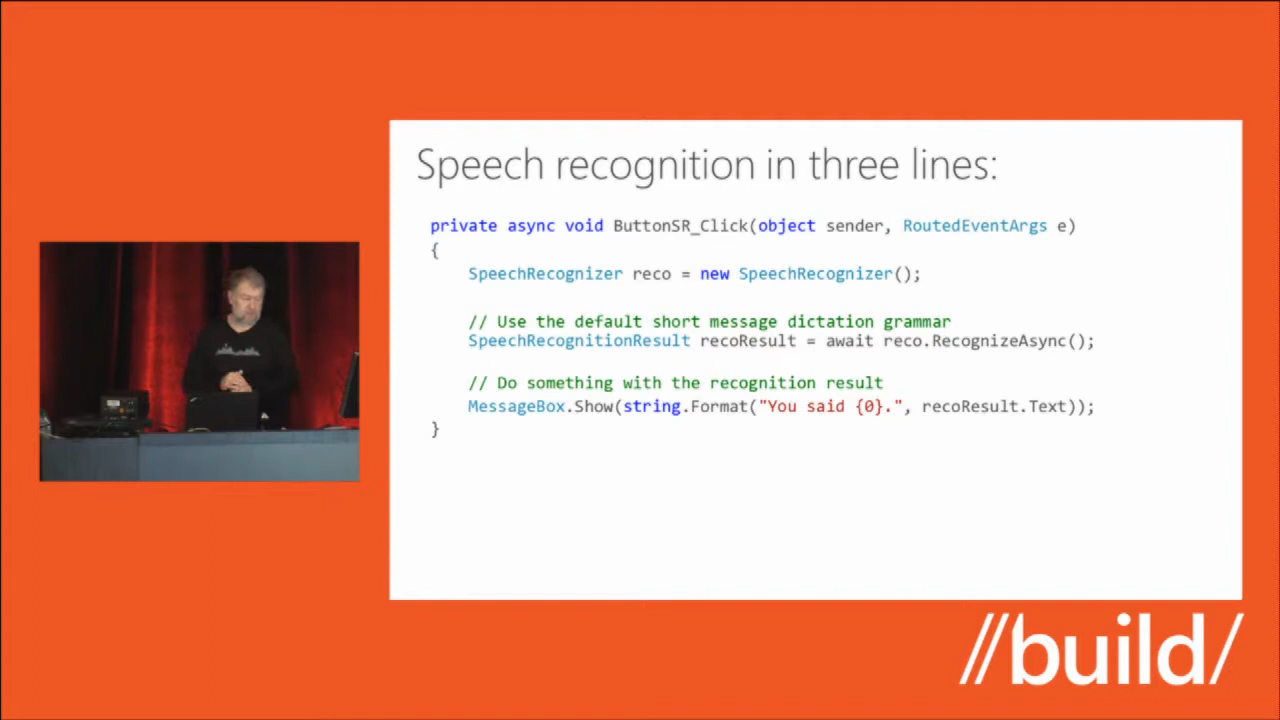 Speech recognition in three lines:
private async void ButtonSR_Click(object sender, RoutedEventArgs e)
{
SpeechRecognizer reco = new SpeechRecognizer();
// Use the default short message dictation grammar
SpeechRecognitionResult recoResult = await reco.RecognizeAsync();
// Do something with the recognition result
MessageBox.Show(string.Format("You said {0}.", recoResult.Text));
}
//build/